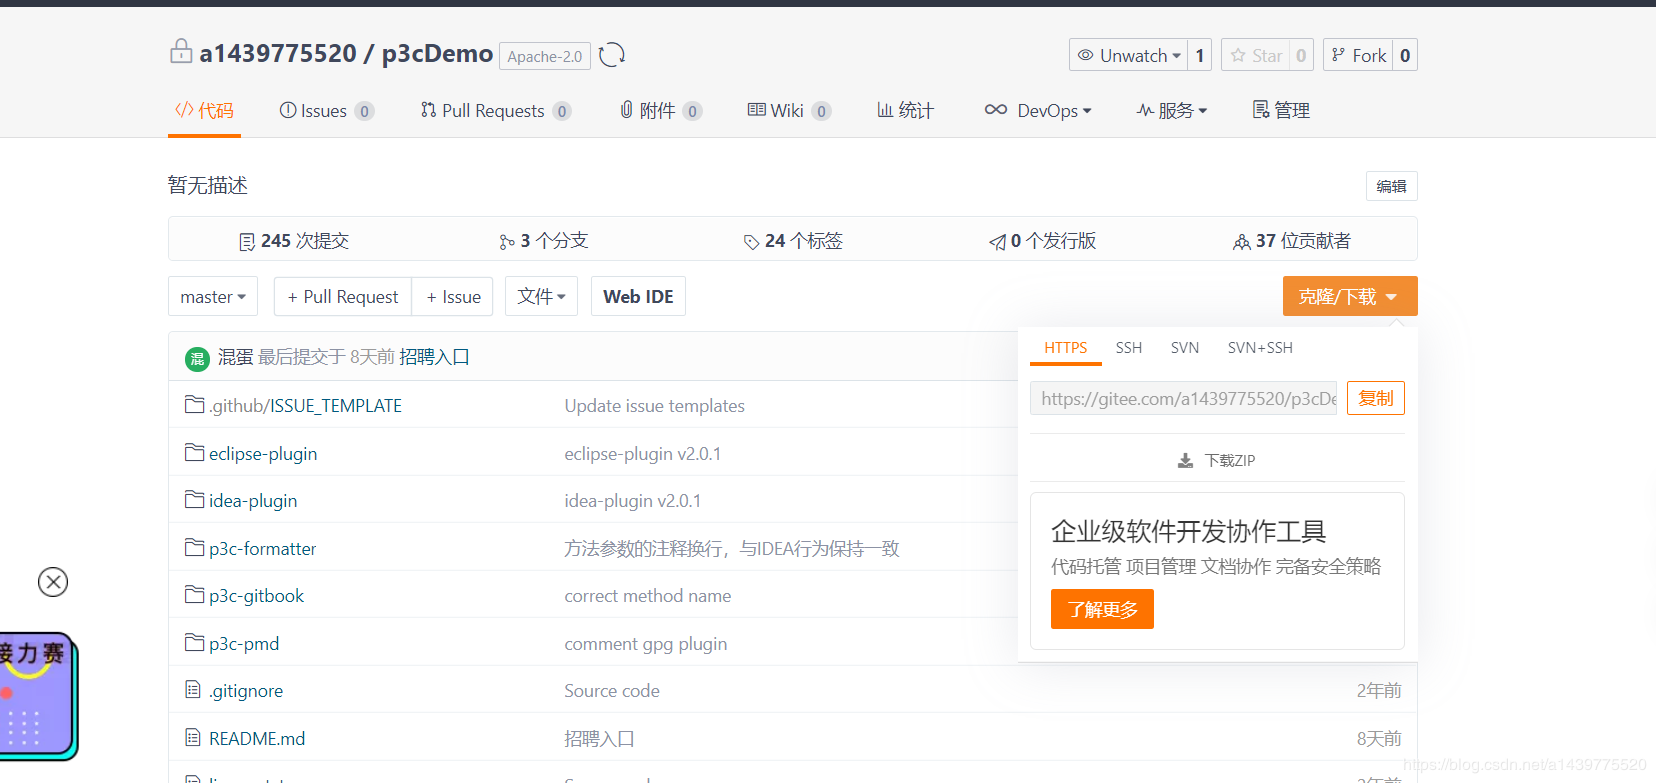 a1439775520 / p3cDemo Apache-2.0
Unwatch 1 Star 0 Fork 0
代码 Issues 0 Pull Requests 0 附件 0 Wiki 0 统计 DevOps 服务 管理
暂无描述 编辑
245 次提交 3 个分支 24 个标签 0 个发行版 37 位贡献者
master + Pull Request + Issue 文件 Web IDE 克隆/下载
混 混蛋 最后提交于 8天前 招聘入口
HTTPS SSH SVN SVN+SSH
https://gitee.com/a1439775520/p3cDe 复制
下载ZIP
企业级软件开发协作工具
代码托管 项目管理 文档协作 完备安全策略
了解更多
.github/ISSUE_TEMPLATE Update issue templates
eclipse-plugin eclipse-plugin v2.0.1
idea-plugin idea-plugin v2.0.1
p3c-formatter 方法参数的注释换行，与IDEA行为保持一致
p3c-gitbook correct method name
p3c-pmd comment gpg plugin
.gitignore Source code 2年前
README.md 招聘入口 8天前
接力赛
https://blog.csdn.net/a1439775520